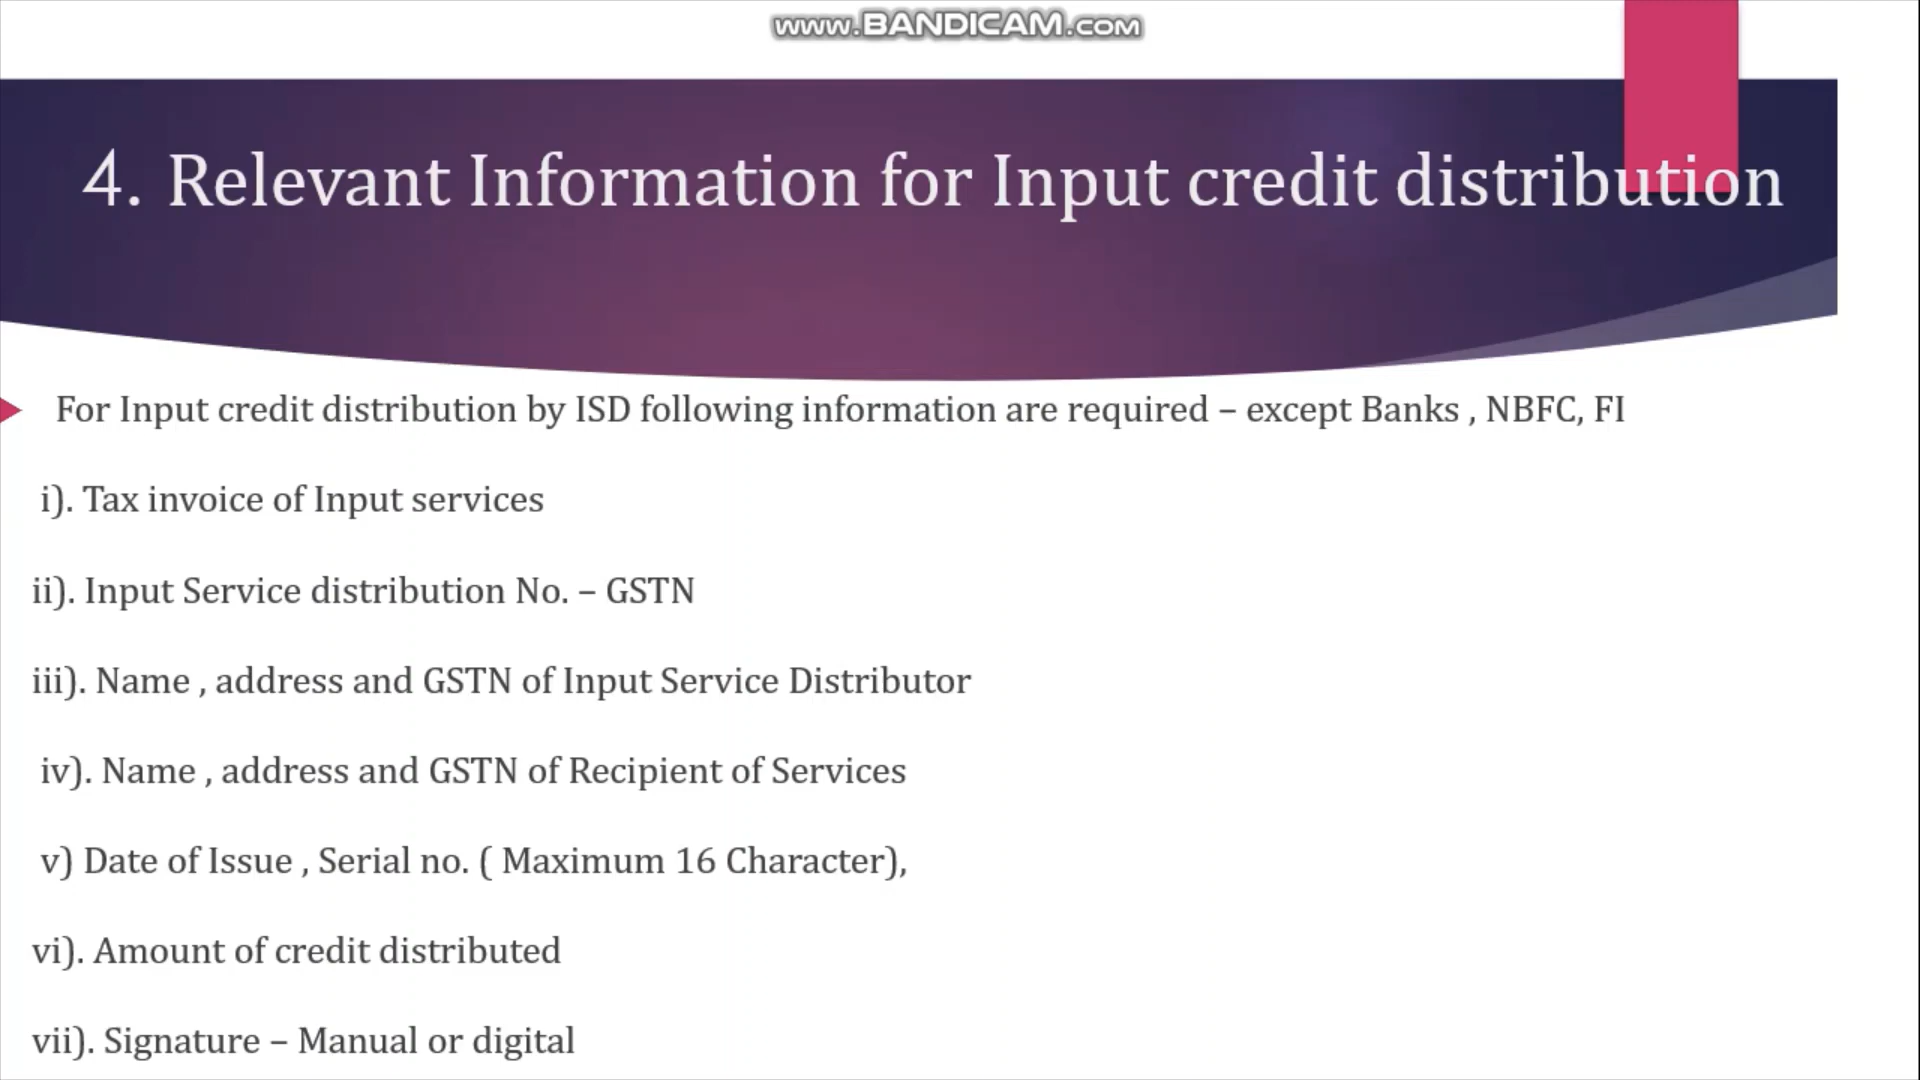 www.BANDICAM.com
4. Relevant Information for Input credit distribution
For Input credit distribution by ISD following information are required – except Banks , NBFC, FI
i). Tax invoice of Input services
ii). Input Service distribution No. – GSTN
iii). Name , address and GSTN of Input Service Distributor
iv). Name , address and GSTN of Recipient of Services
v) Date of Issue , Serial no. ( Maximum 16 Character),
vi). Amount of credit distributed
vii). Signature – Manual or digital